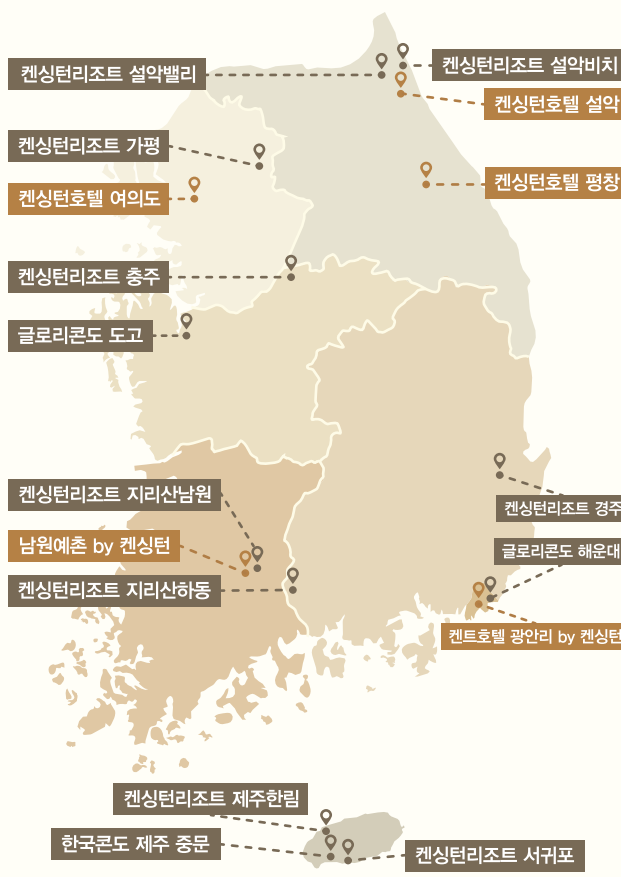 켄싱턴리조트 설악밸리
켄싱턴리조트 설악비치
켄싱턴호텔 설악
켄싱턴리조트 가평
켄싱턴호텔 평창
켄싱턴호텔 여의도
켄싱턴리조트 충주
글로리콘도 도고
켄싱턴리조트 지리산남원
켄싱턴리조트 경주
남원예촌 by 켄싱턴
글로리콘도 해운대
켄싱턴리조트 지리산하동
켄트호텔 광안리 by 켄싱턴
켄싱턴리조트 제주한림
한국콘도 제주 중문
켄싱턴리조트 서귀포